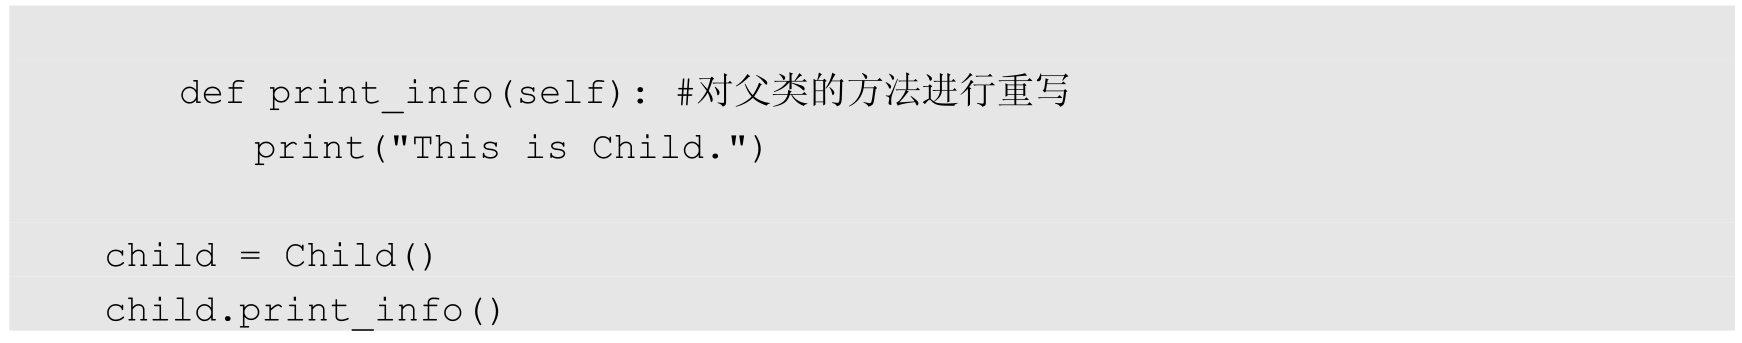 def print_info(self): #对父类的方法进行重写
print("This is Child.")
child = Child()
child.print_info()